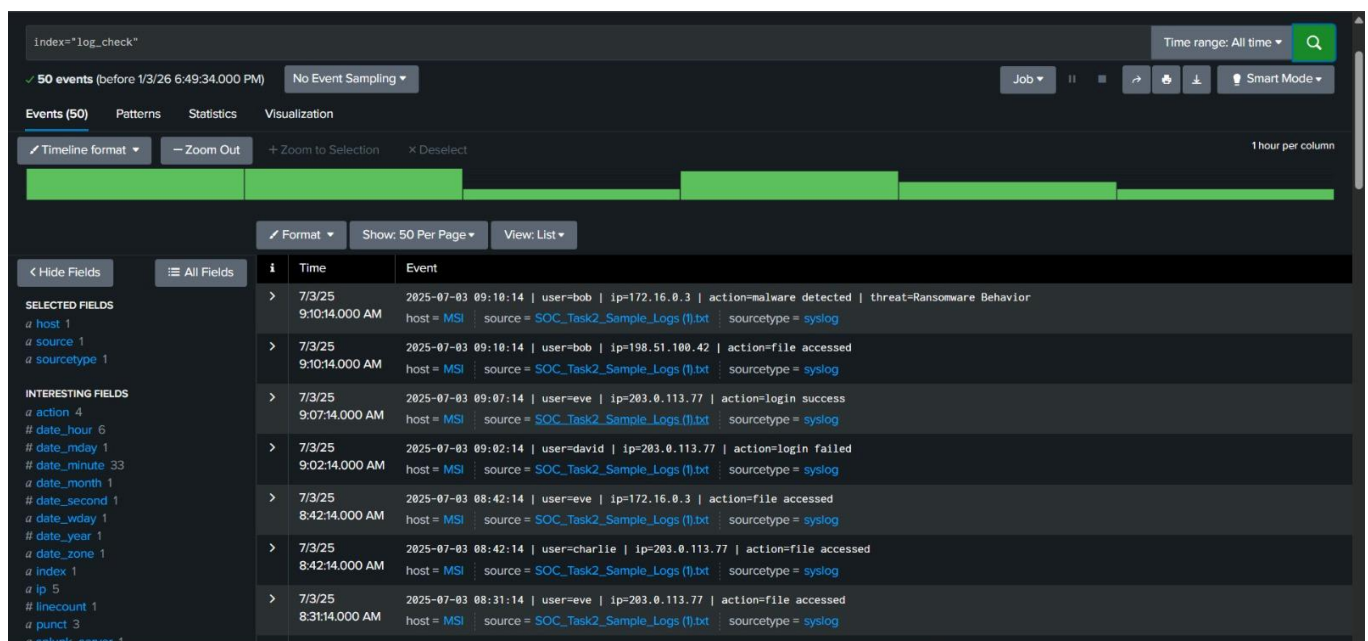 index="log_check"
Time range: All time
✓ 50 events (before 1/3/26 6:49:34.000 PM)
No Event Sampling
Job
Smart Mode
Events (50)
Patterns
Statistics
Visualization
Timeline format
— Zoom Out
+ Zoom to Selection
× Deselect
1 hour per column
Format
Show: 50 Per Page
View: List
< Hide Fields
All Fields
i
Time
Event
SELECTED FIELDS
a host 1
a source 1
a sourcetype 1
INTERESTING FIELDS
a action 4
# date_hour 6
# date_mday 1
# date_minute 33
a date_month 1
# date_second 1
a date_wday 1
# date_year 1
a date_zone 1
a index 1
a ip 5
# linecount 1
a punct 3
> 7/3/25
9:10:14.000 AM
2025-07-03 09:10:14 | user=bob | ip=172.16.0.3 | action=malware detected | threat=Ransomware Behavior
host = MSI source = SOC_Task2_Sample_Logs (1).txt sourcetype = syslog
> 7/3/25
9:10:14.000 AM
2025-07-03 09:10:14 | user=bob | ip=198.51.100.42 | action=file accessed
host = MSI source = SOC_Task2_Sample_Logs (1).txt sourcetype = syslog
> 7/3/25
9:07:14.000 AM
2025-07-03 09:07:14 | user=eve | ip=203.0.113.77 | action=login success
host = MSI source = SOC_Task2_Sample_Logs (1).txt sourcetype = syslog
> 7/3/25
9:02:14.000 AM
2025-07-03 09:02:14 | user=david | ip=203.0.113.77 | action=login failed
host = MSI source = SOC_Task2_Sample_Logs (1).txt sourcetype = syslog
> 7/3/25
8:42:14.000 AM
2025-07-03 08:42:14 | user=eve | ip=172.16.0.3 | action=file accessed
host = MSI source = SOC_Task2_Sample_Logs (1).txt sourcetype = syslog
> 7/3/25
8:42:14.000 AM
2025-07-03 08:42:14 | user=charlie | ip=203.0.113.77 | action=file accessed
host = MSI source = SOC_Task2_Sample_Logs (1).txt sourcetype = syslog
> 7/3/25
8:31:14.000 AM
2025-07-03 08:31:14 | user=eve | ip=203.0.113.77 | action=file accessed
host = MSI source = SOC_Task2_Sample_Logs (1).txt sourcetype = syslog